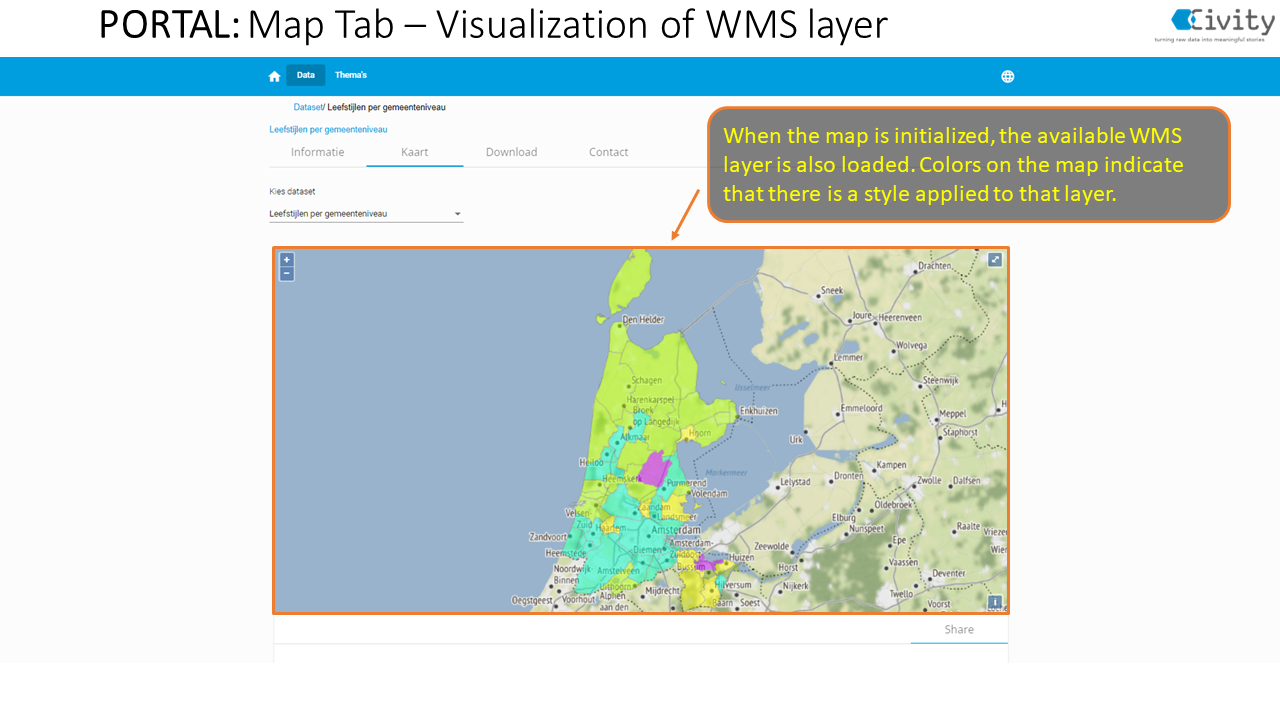 PORTAL: Map Tab – Visualization of WMS layer
Civity
turning raw data into meaningful stories
Data Thema's
Dataset/ Leefstijlen per gemeenteniveau
Leefstijlen per gemeenteniveau
Informatie Kaart Download Contact
When the map is initialized, the available WMS
layer is also loaded. Colors on the map indicate
that there is a style applied to that layer.
Kies dataset
Leefstijlen per gemeenteniveau
+
−
Drachten
Sneek
Joure Heerenveen
Den Helder
Wolvega
Lemmer
Schagen
Steenwijk
IJsselmeer
Harenkarspel
Broek
op Langedijk
Enkhuizen
Emmeloord
Meppel
Hoorn
Staphorst
Alkmaar
Urk
Heiloo
Kampen
Markermeer
Heemskerk
Purmerend
Lelystad
Dronten
Zwolle Dalfsen
Volendam
Zaandam
Oldebroek
Velsen-
Zuid
Landsmeer
Elburg
Haarlem
Amsterdam
Nunspeet
Raalte
Zandvoort
Amsterdam-
Zuidoost
Epe
Heemstede
Diemen
Zeewolde
Huizen
Vaassen
Noordwijk-
Binnen
Amstelveen
Bussum
Horst
Deventer
Uithoorn
Hilversum
Nijkerk
Twello
Oegstgeest
Voorhout
Alphen
aan den
Mijdrecht
Baarn
Soest
Voorst
i
Share